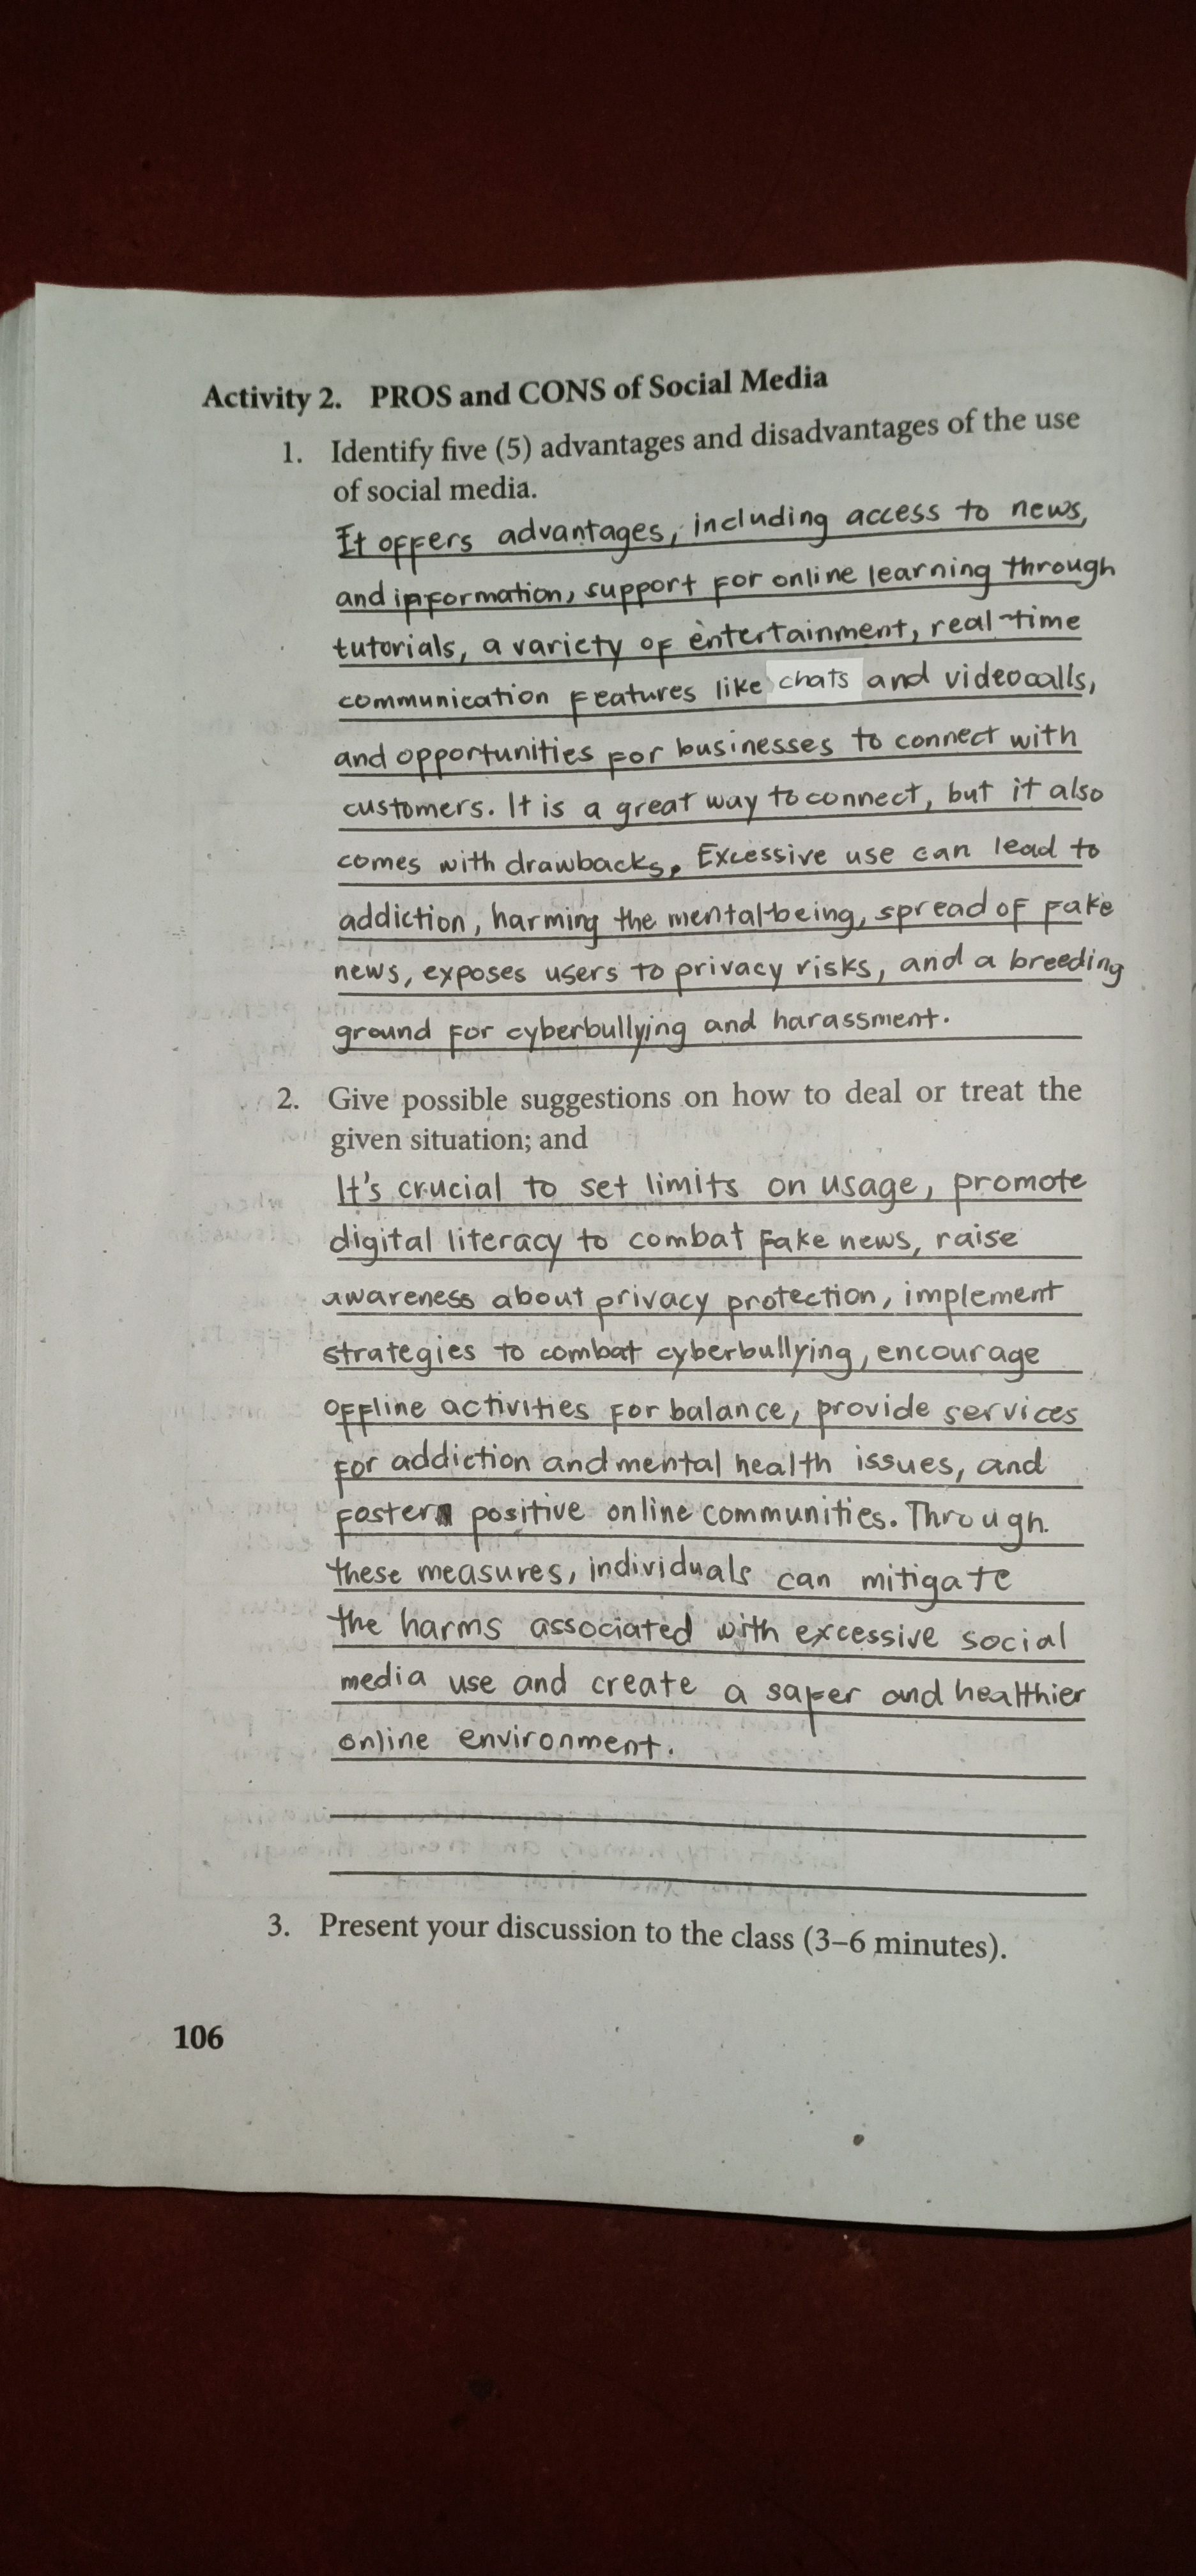 Activity 2. PROS and CONS of Social Media
1. Identify five (5) advantages and disadvantages of the use
of social media.
It offers advantages, including access to news,
and information, support for online learning through
tutorials, a variety of entertainment, real-time
communication features like chats and videocalls,
and opportunities for businesses to connect with
customers. It is a great way to connect, but it also
comes with drawbacks. Excessive use can lead to
addiction, harming the mental-being, spread of fake
news, exposes users to privacy risks, and a breeding
ground for cyberbullying and harassment.
2. Give possible suggestions on how to deal or treat the
given situation; and
It's crucial to set limits on usage, promote
digital literacy to combat fake news, raise
awareness about privacy protection, implement
strategies to combat cyberbullying, encourage
offline activities for balance, provide services
for addiction and mental health issues, and
foster positive online communities. Through
these measures, individuals can mitigate
the harms associated with excessive social
media use and create a safer and healthier
online environment.
3. Present your discussion to the class (3–6 minutes).
106